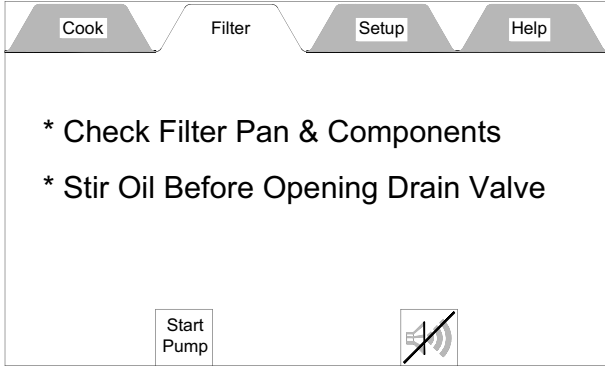 Cook
Filter
Setup
Help
* Check Filter Pan & Components
* Stir Oil Before Opening Drain Valve
Start
Pump